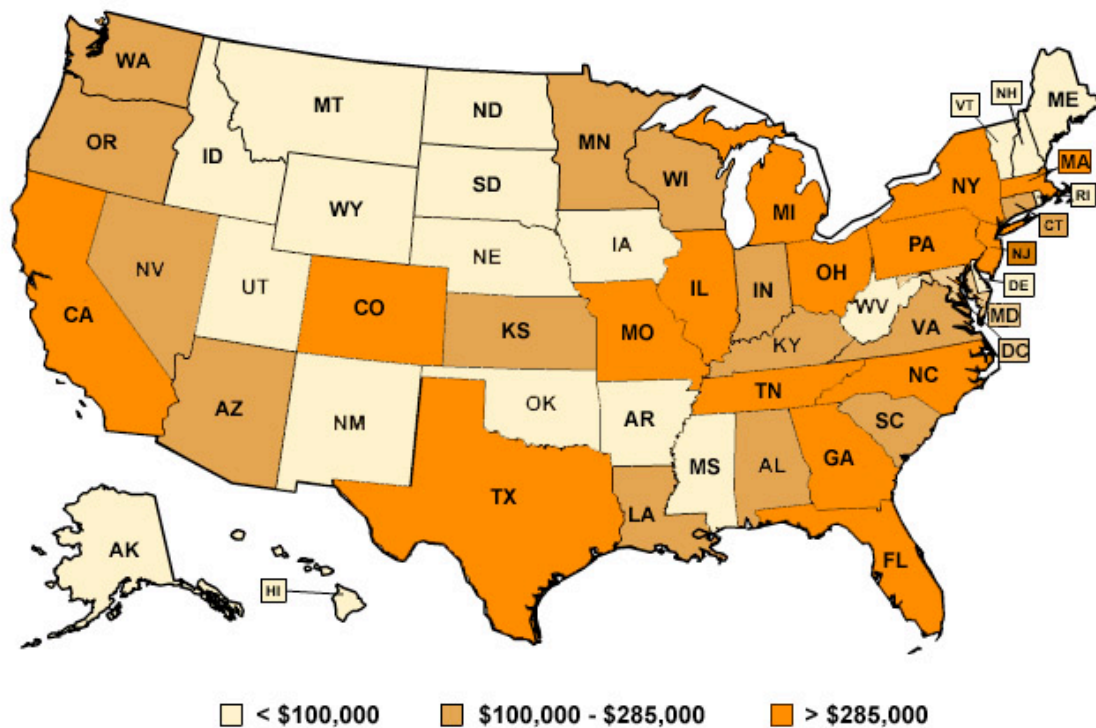 WA
MT
ND
MN
VT
NH
ME
OR
ID
SD
WI
MI
NY
MA
RI
CT
WY
IA
NE
PA
NJ
NV
UT
CO
KS
MO
IL
IN
OH
WV
DE
MD
VA
DC
CA
KY
AZ
NM
OK
AR
TN
NC
SC
MS
AL
GA
TX
LA
FL
AK
HI
< $100,000
$100,000 - $285,000
> $285,000